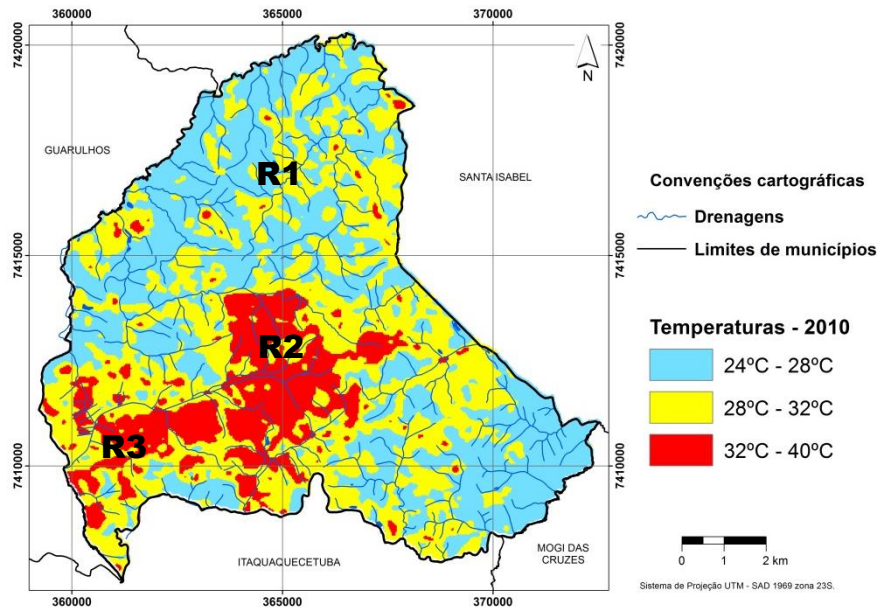 360000 365000 370000
7420000 7420000
N
GUARULHOS
R1
SANTA ISABEL
Convenções cartográficas
Drenagens
Limites de municípios
7415000 7415000
R2
Temperaturas - 2010
24ºC - 28ºC
28ºC - 32ºC
32ºC - 40ºC
R3
7410000 7410000
ITAQUAQUECETUBA
MOGI DAS
CRUZES
0 1 2 km
Sistema de Projeção UTM - SAD 1969 zona 23S.
360000 365000 370000